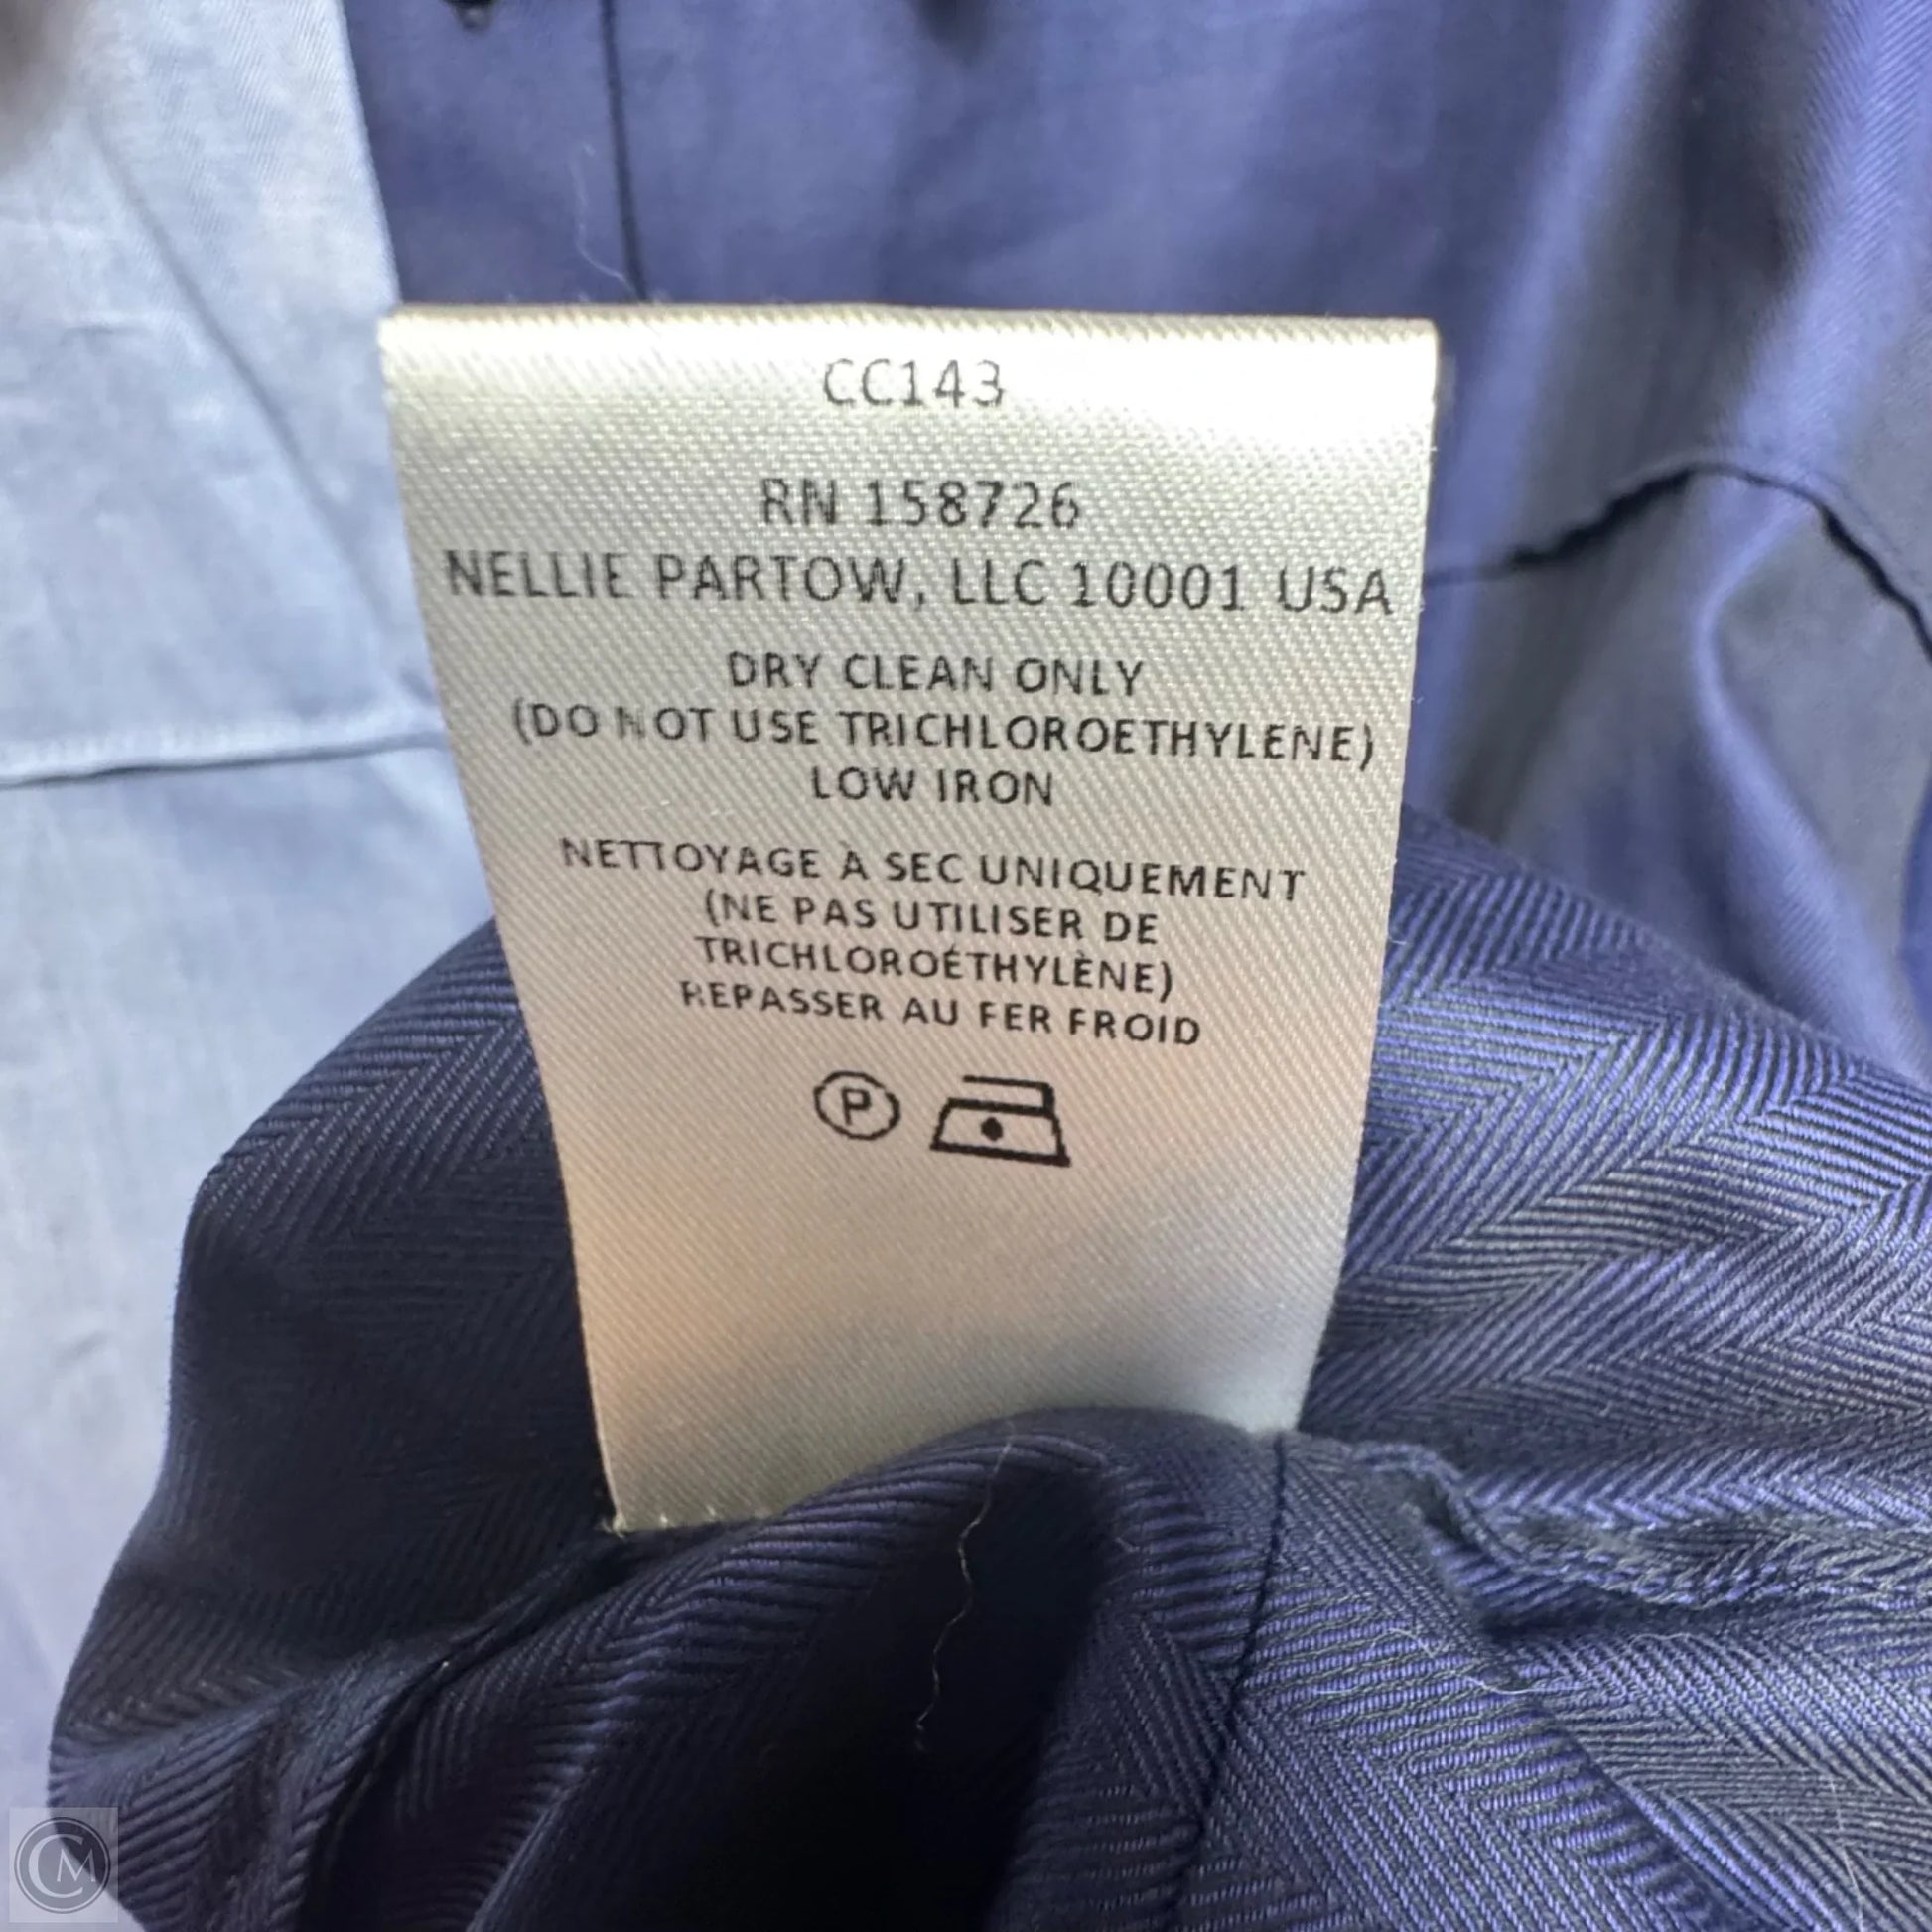 CC143
RN 158726
NELLIE PARTOW, LLC 10001 USA
DRY CLEAN ONLY
(DO NOT USE TRICHLOROETHYLENE)
LOW IRON
NETTOYAGE À SEC UNIQUEMENT
(NE PAS UTILISER DE
TRICHLOROÉTHYLÈNE)
REPASSER AU FER FROID
P
CM